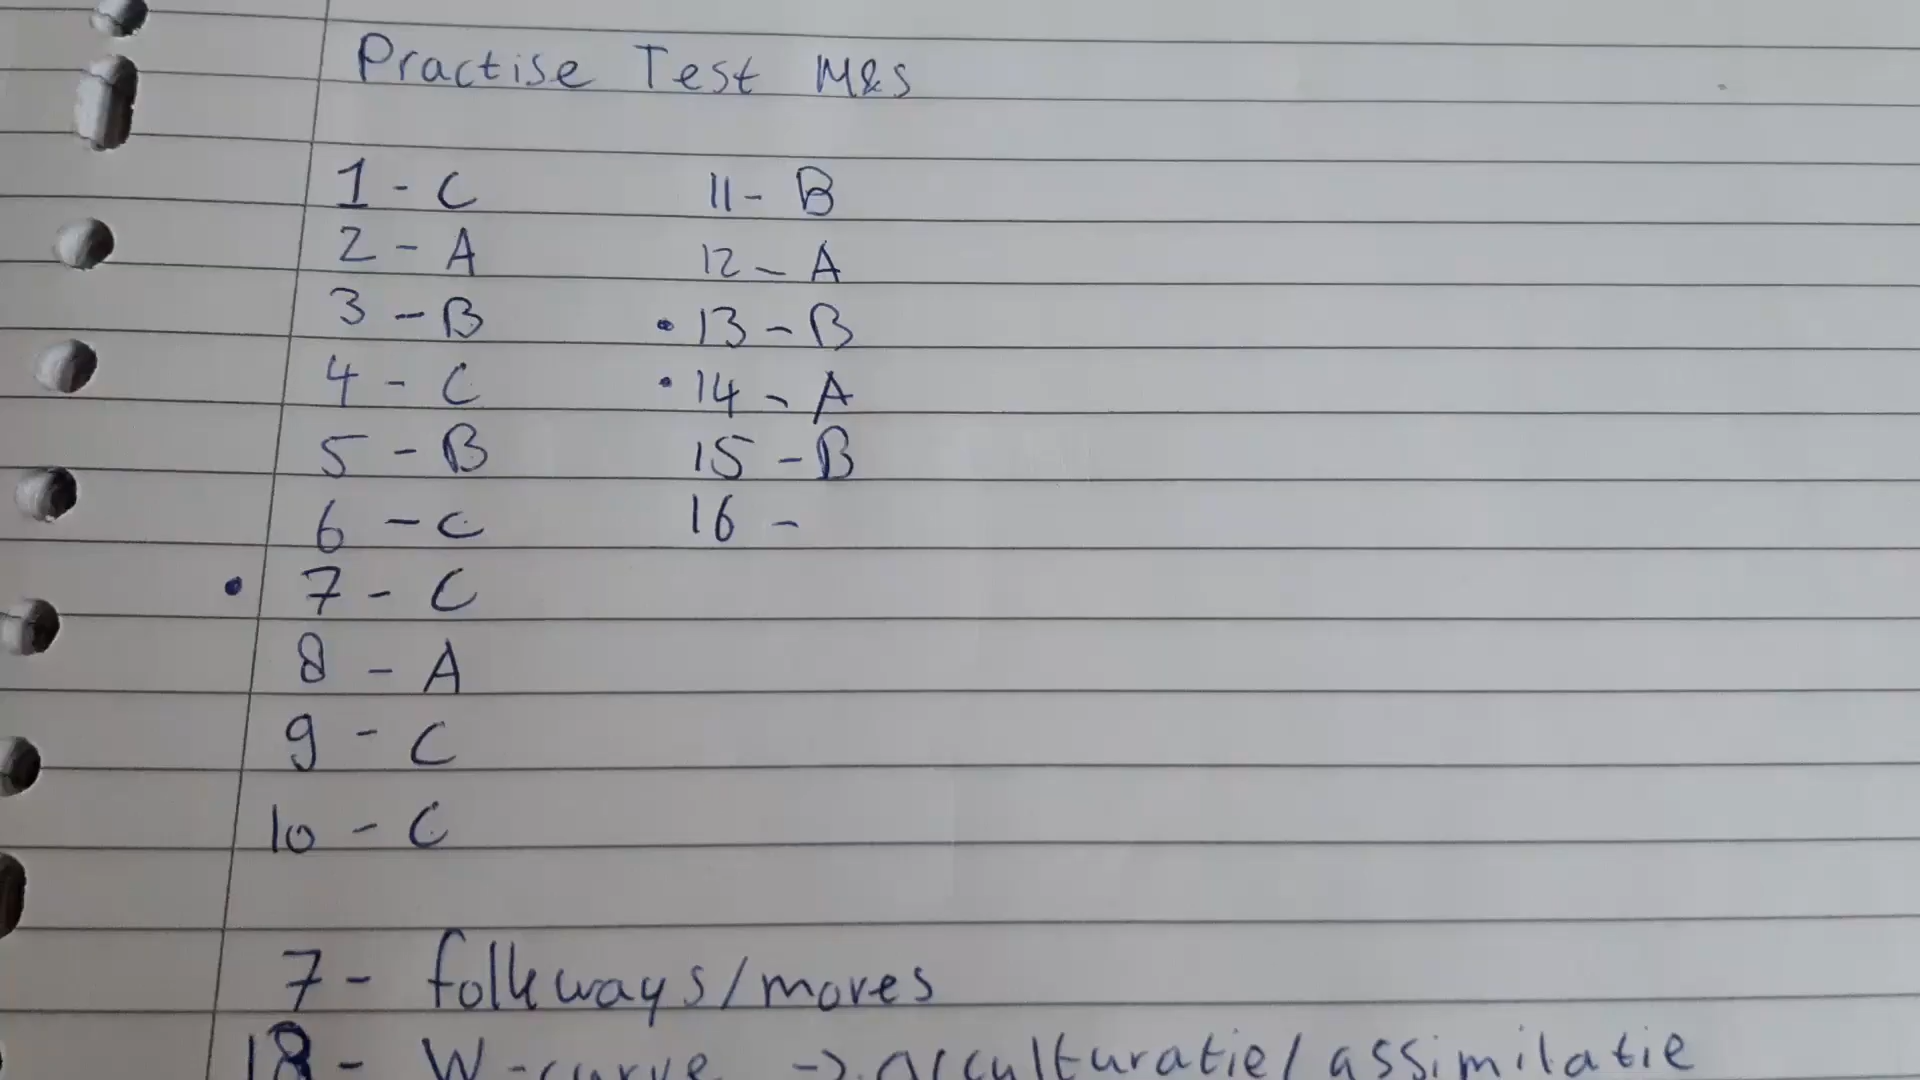 Practise Test M&S
1 - C
2 - A
3 - B
4 - C
5 - B
6 - C
• 7 - C
8 - A
9 - C
10 - C
11 - B
12 - A
• 13 - B
• 14 - A
15 - B
16 -
7 - folkways/mores
18 - W-curve -> acculturatie/assimilatie